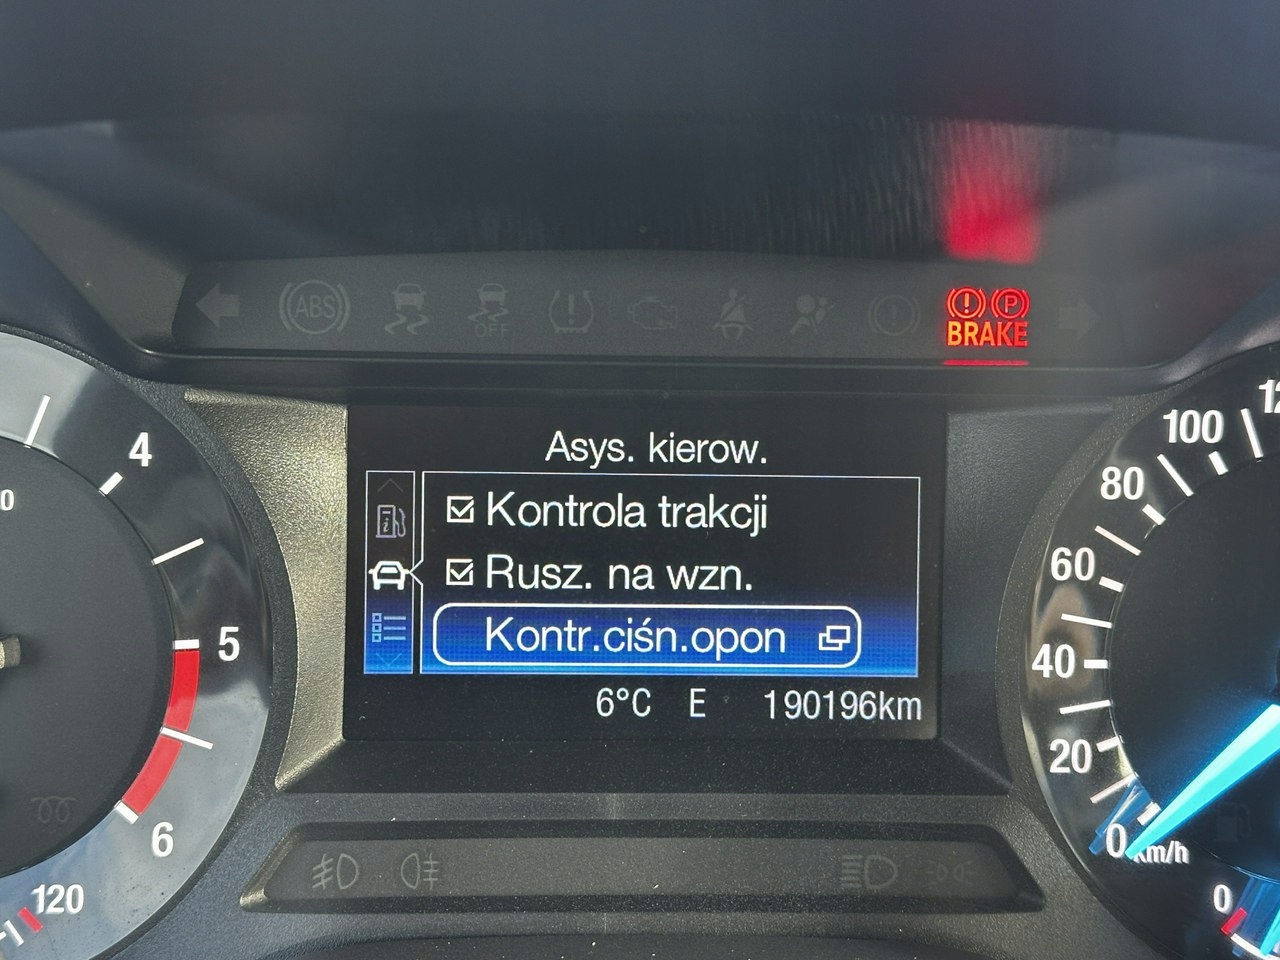 ABS
OFF
BRAKE
P
Asys. kierow.
Kontrola trakcji
Rusz. na wzn.
Kontr.ciśn.opon
6°C E 190196km
4
5
6
120
100
80
60
40
20
0
km/h
0